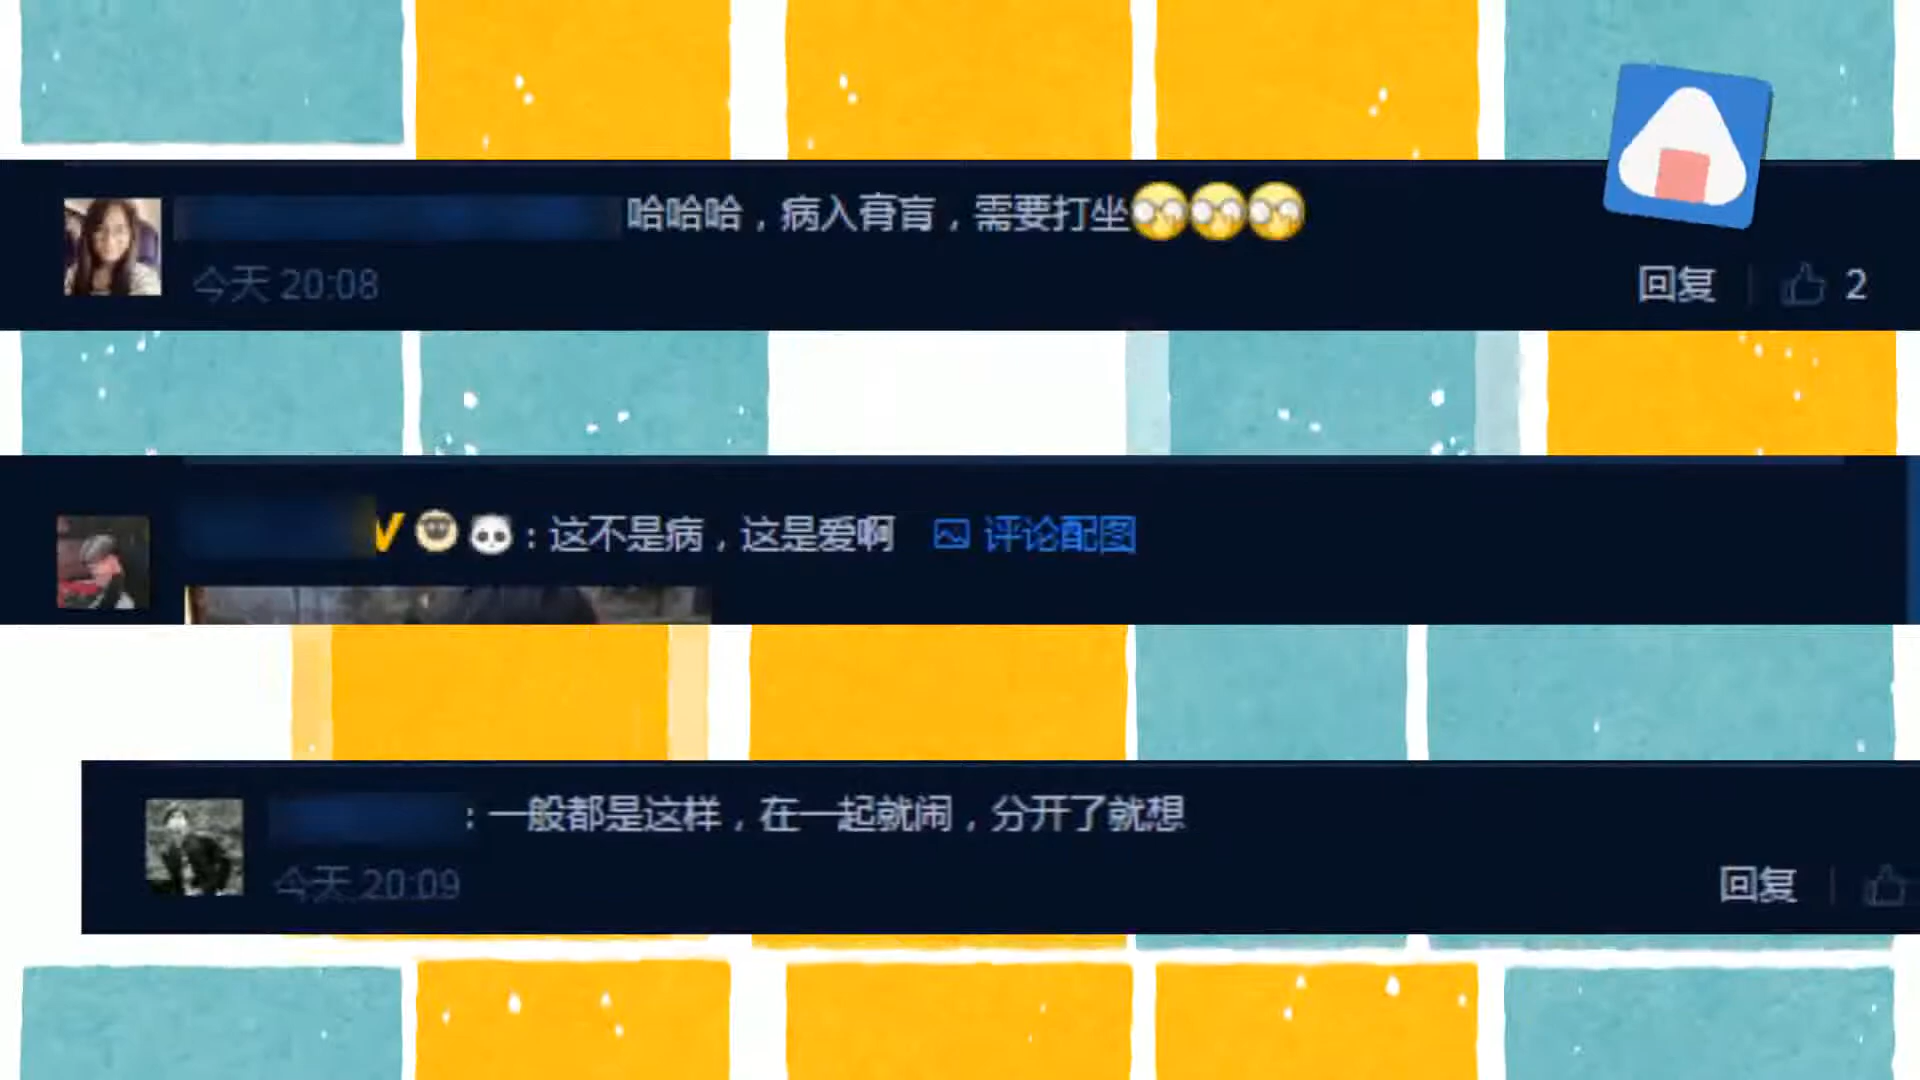 哈哈哈，病入膏肓，需要打坐
今天 20:08
回复 2
V：这不是病，这是爱啊 评论配图
：一般都是这样，在一起就闹，分开了就想
今天 20:09
回复